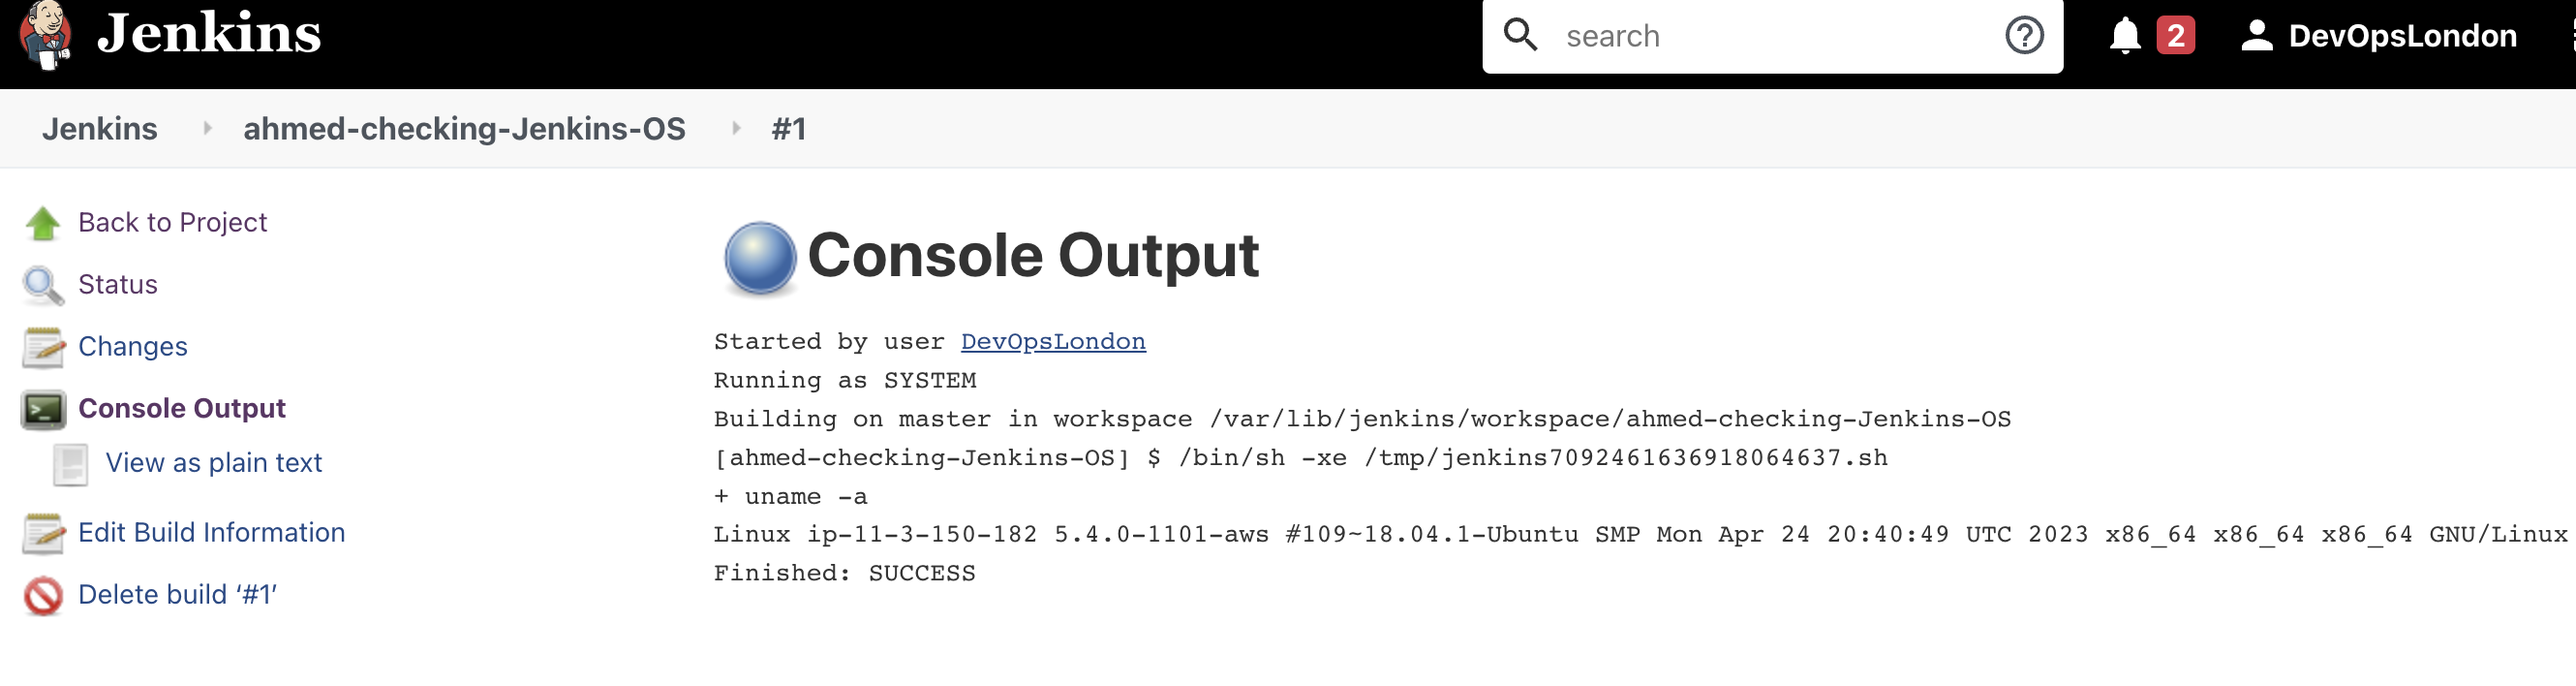 Jenkins
search
2
DevOpsLondon
Jenkins
ahmed-checking-Jenkins-OS
#1
Back to Project
Status
Changes
Console Output
View as plain text
Edit Build Information
Delete build ‘#1’
Console Output
Started by user DevOpsLondon
Running as SYSTEM
Building on master in workspace /var/lib/jenkins/workspace/ahmed-checking-Jenkins-OS
[ahmed-checking-Jenkins-OS] $ /bin/sh -xe /tmp/jenkins7092461636918064637.sh
+ uname -a
Linux ip-11-3-150-182 5.4.0-1101-aws #109~18.04.1-Ubuntu SMP Mon Apr 24 20:40:49 UTC 2023 x86_64 x86_64 x86_64 GNU/Linux
Finished: SUCCESS